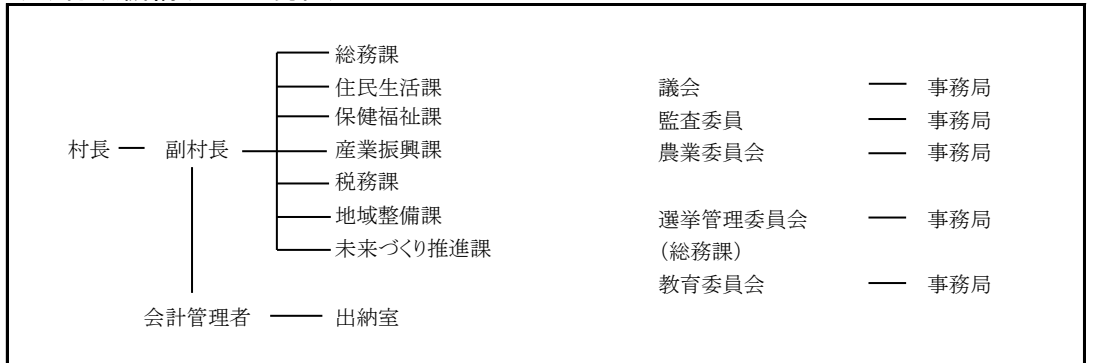 総務課
住民生活課
保健福祉課
村長 副村長 産業振興課
税務課
地域整備課
未来づくり推進課
会計管理者 出納室
議会 事務局
監査委員 事務局
農業委員会 事務局
選挙管理委員会 事務局
(総務課)
教育委員会 事務局